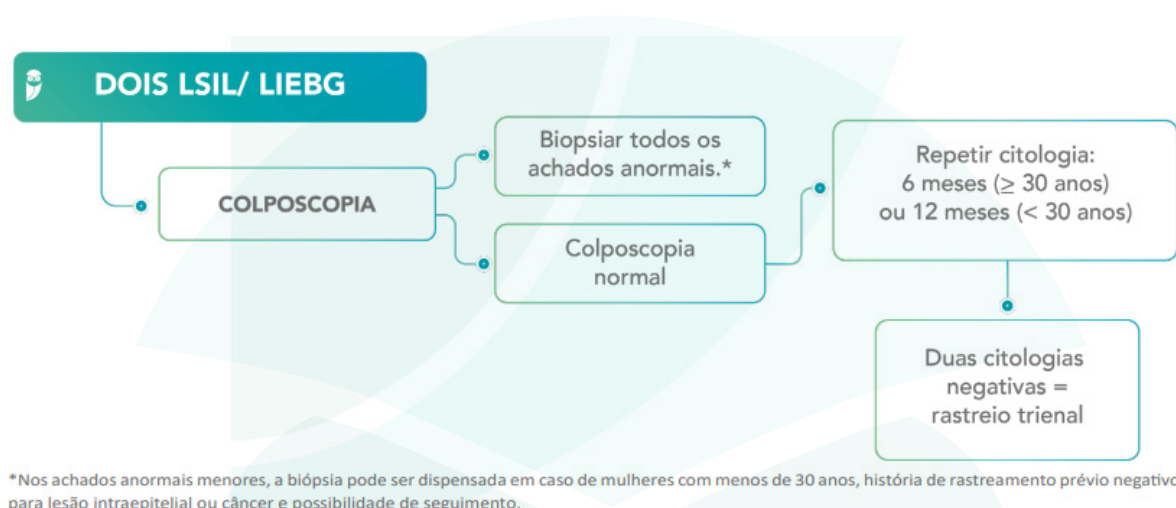 DOIS LSIL/ LIEBG
COLPOSCOPIA
Biopsiar todos os
achados anormais.*
Colposcopia
normal
Repetir citologia:
6 meses (≥ 30 anos)
ou 12 meses (< 30 anos)
Duas citologias
negativas =
rastreio trienal
*Nos achados anormais menores, a biópsia pode ser dispensada em caso de mulheres com menos de 30 anos, história de rastreamento prévio negativo
para lesão intraepitelial ou câncer e possibilidade de seguimento.